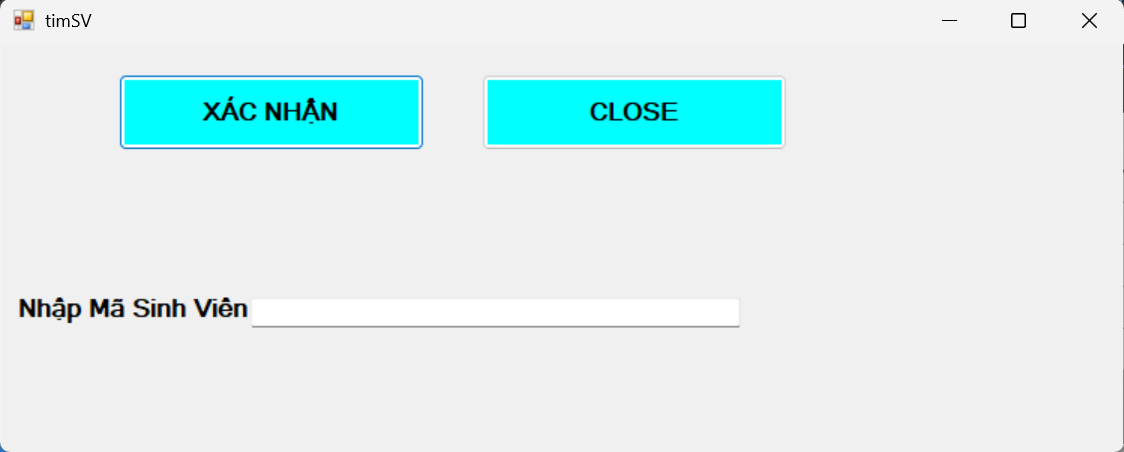 timSV
XÁC NHẬN
CLOSE
Nhập Mã Sinh Viên